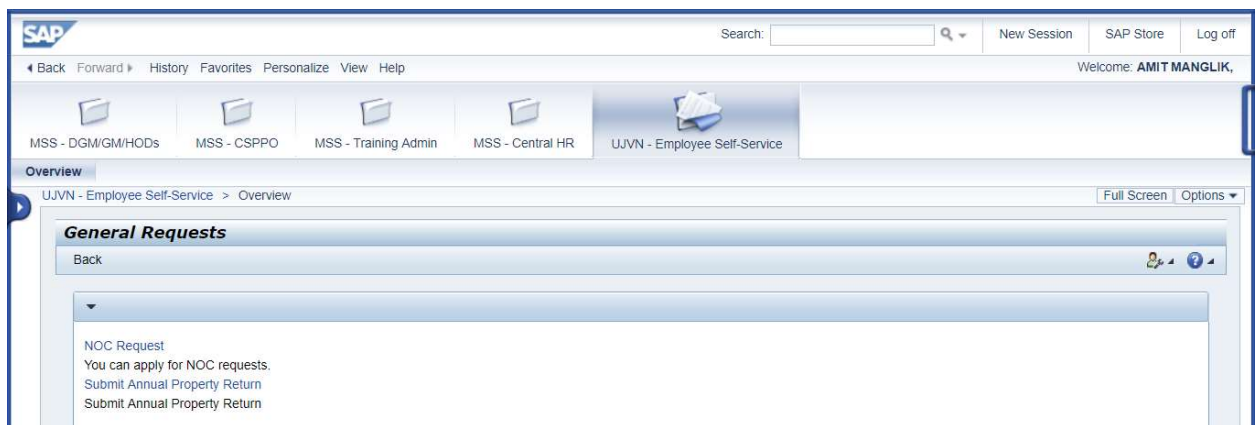 SAP
Search:
New Session
SAP Store
Log off
Back Forward History Favorites Personalize View Help
Welcome: AMIT MANGLIK,
MSS - DGM/GM/HODs
MSS - CSPPO
MSS - Training Admin
MSS - Central HR
UJVN - Employee Self-Service
Overview
UJVN - Employee Self-Service > Overview
Full Screen
Options
General Requests
Back
NOC Request
You can apply for NOC requests.
Submit Annual Property Return
Submit Annual Property Return